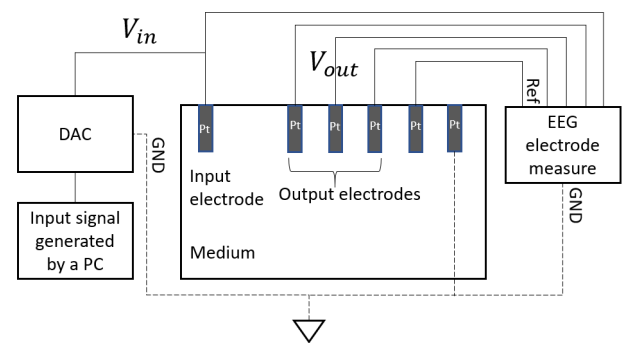 V_in
V_out
DAC
GND
Input signal
generated
by a PC
Pt
Pt
Pt
Pt
Pt
Pt
Input
electrode
Output electrodes
Medium
Ref
EEG
electrode
measure
GND